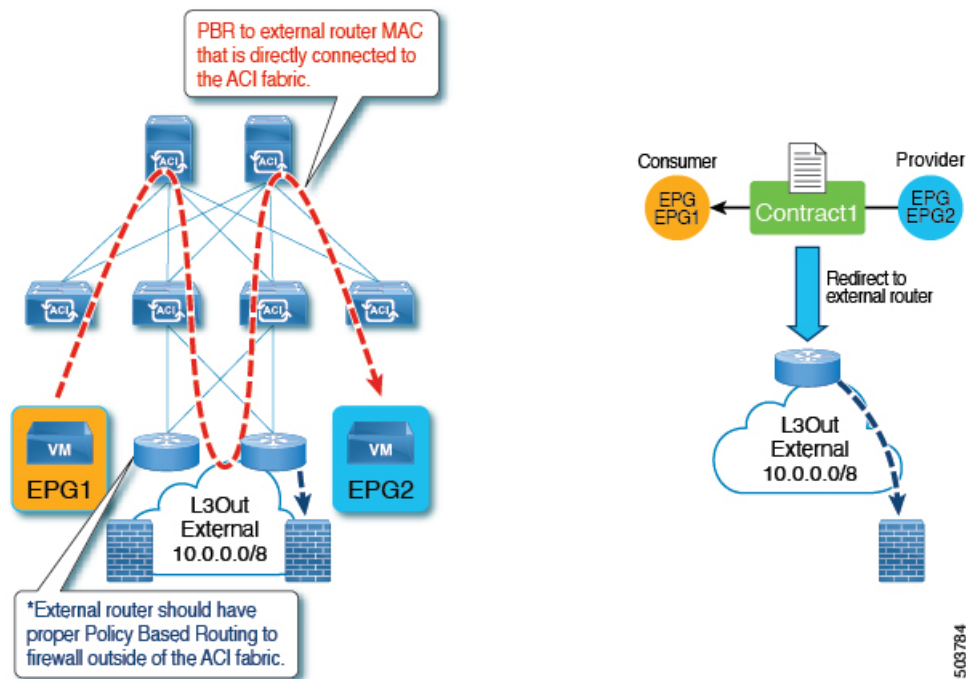 PBR to external router MAC
that is directly connected to
the ACI fabric.
ACI
ACI
ACI
ACI
ACI
ACI
VM
EPG1
VM
EPG2
L3Out
External
10.0.0.0/8
*External router should have
proper Policy Based Routing to
firewall outside of the ACI fabric.
Consumer
Provider
EPG
EPG1
Contract1
EPG
EPG2
Redirect to
external router
L3Out
External
10.0.0.0/8
503784